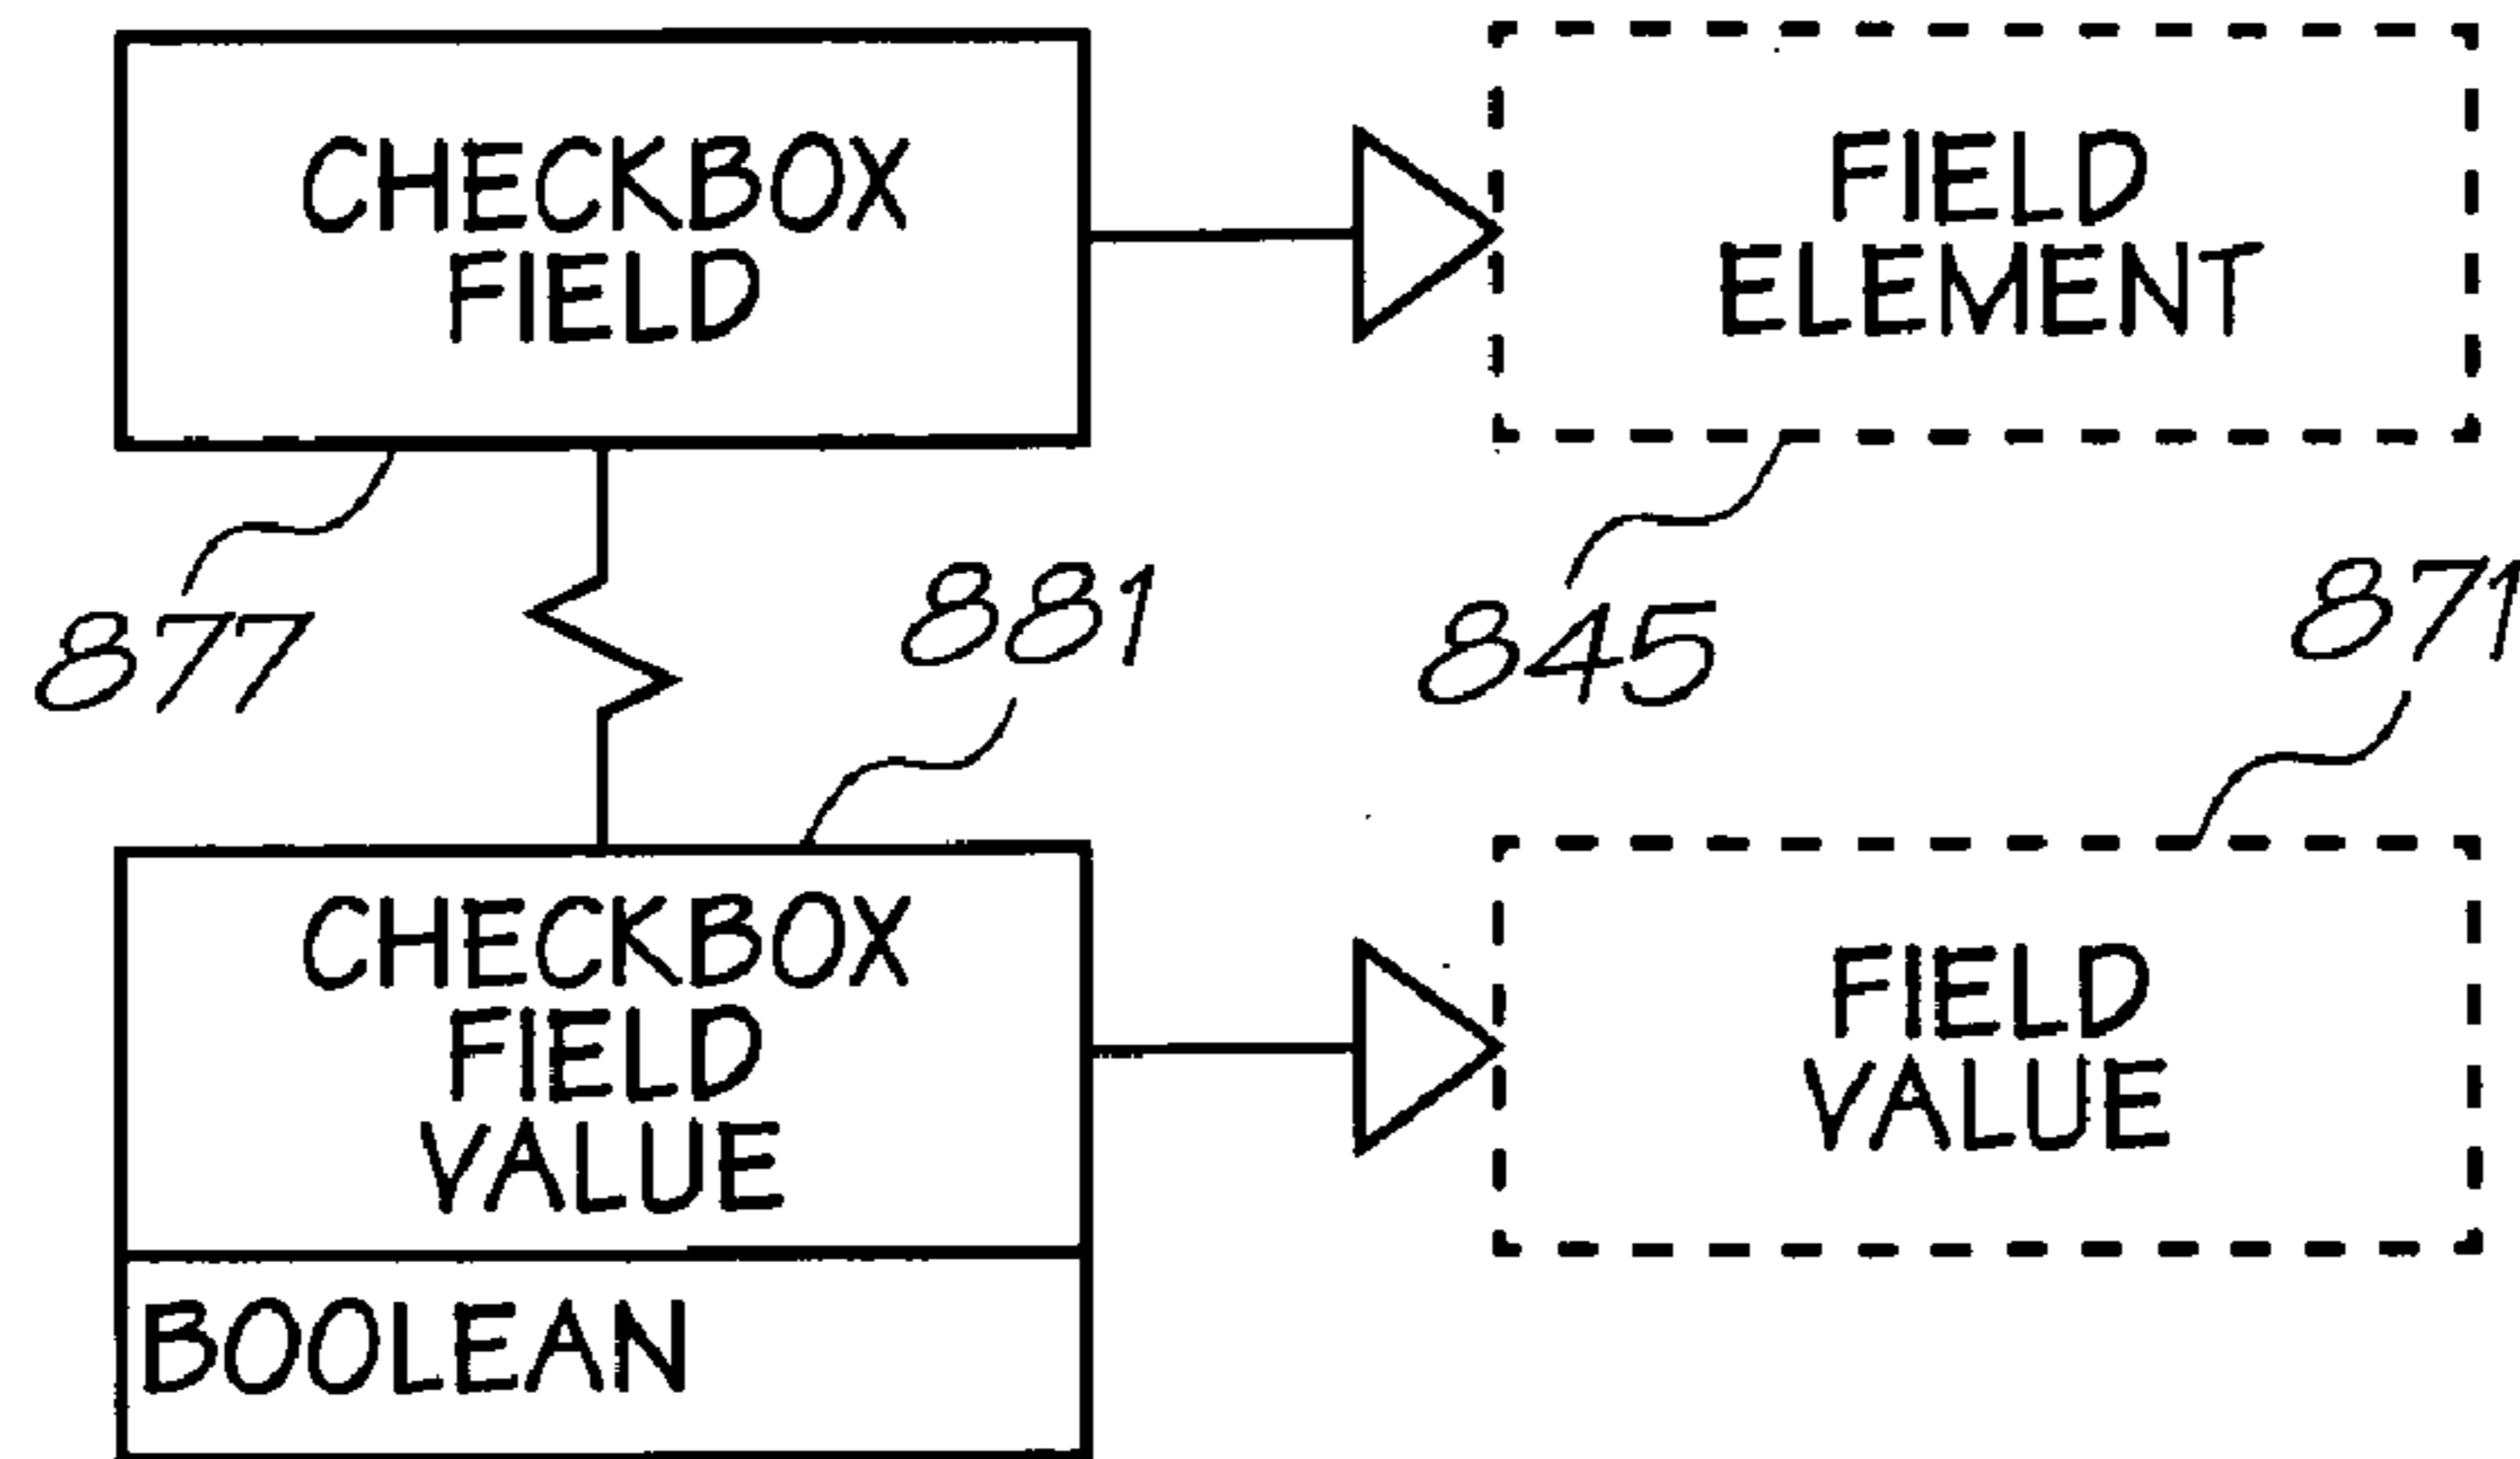 CHECKBOX
FIELD
FIELD
ELEMENT
877
881
845
871
CHECKBOX
FIELD
VALUE
BOOLEAN
FIELD
VALUE